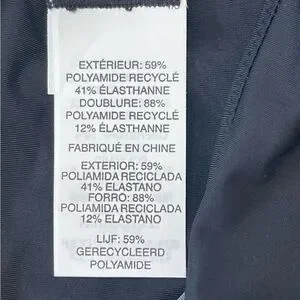 EXTÉRIEUR: 59%
POLYAMIDE RECYCLÉ
41% ÉLASTHANNE
DOUBLURE: 88%
POLYAMIDE RECYCLÉ
12% ÉLASTHANNE
FABRIQUÉ EN CHINE
EXTERIOR: 59%
POLIAMIDA RECICLADA
41% ELASTANO
FORRO: 88%
POLIAMIDA RECICLADA
12% ELASTANO
LIJF: 59%
GERECYCLEERD
POLYAMIDE